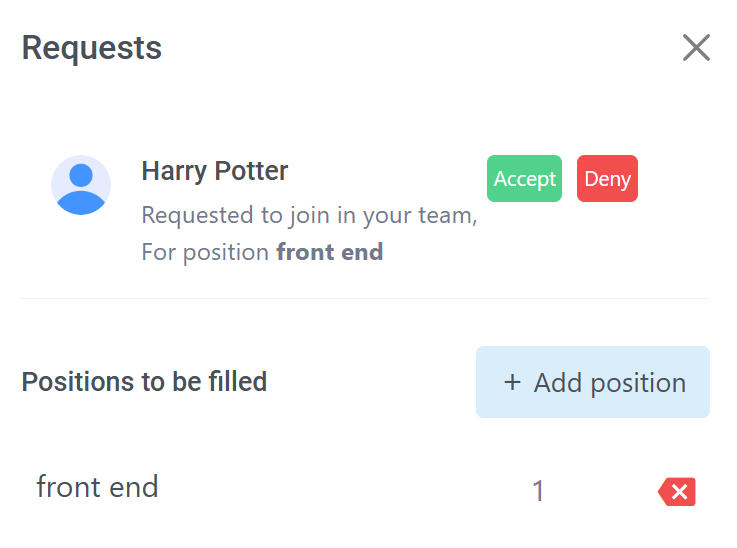 Requests
Harry Potter
Accept
Deny
Requested to join in your team,
For position front end
Positions to be filled
+ Add position
front end
1